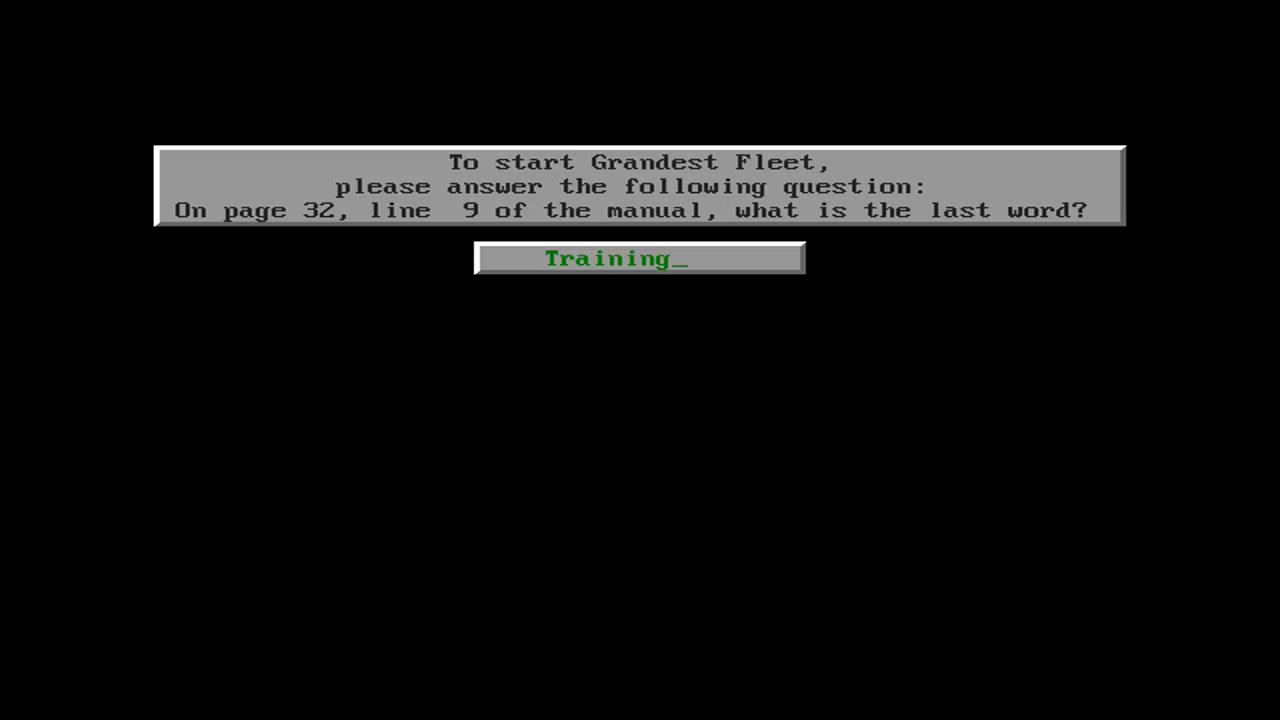 To start Grandest Fleet,
please answer the following question:
On page 32, line  9 of the manual, what is the last word?
Training_